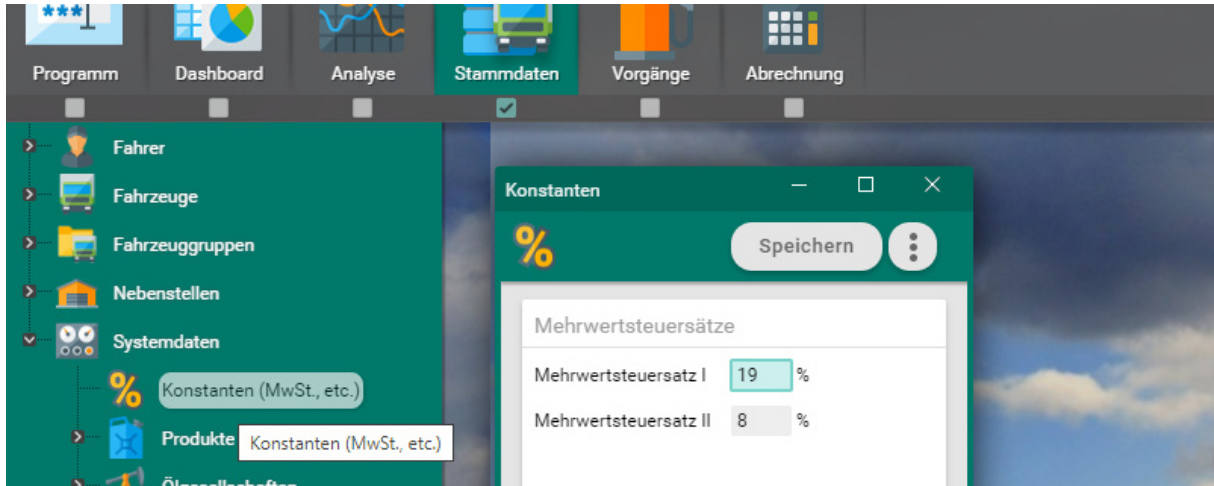 ***
Programm
Dashboard
Analyse
Stammdaten
Vorgänge
Abrechnung
Fahrer
Fahrzeuge
Fahrzeuggruppen
Nebenstellen
Systemdaten
%
Konstanten (MwSt., etc.)
Produkte
Konstanten (MwSt., etc.)
Ölgesellschaften
Konstanten
%
Speichern
Mehrwertsteuersätze
Mehrwertsteuersatz I 19 %
Mehrwertsteuersatz II 8 %